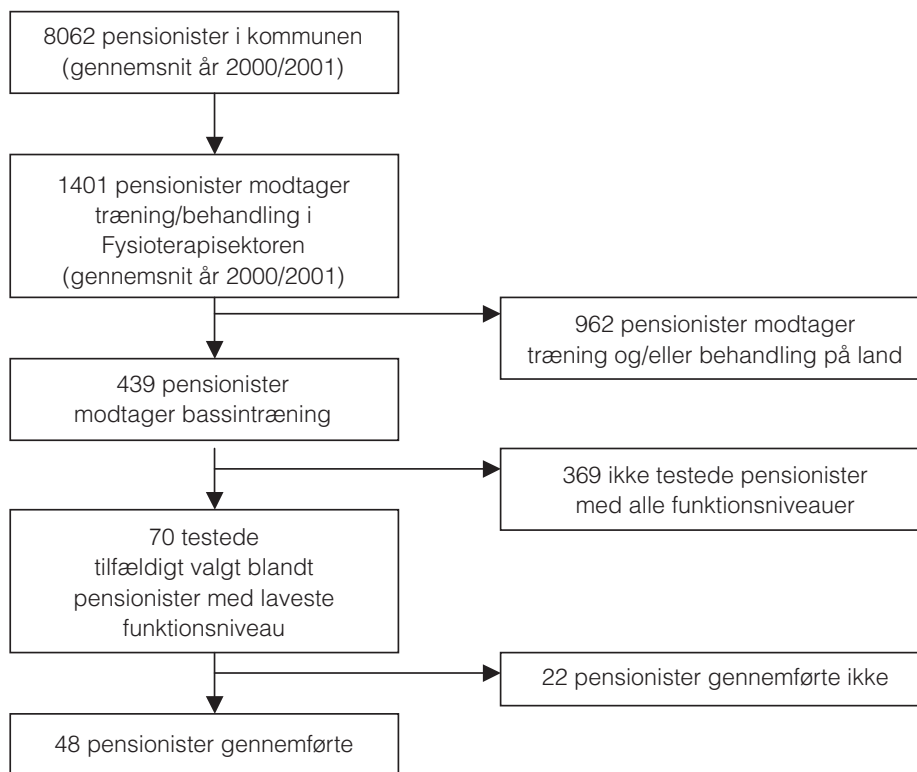 8062 pensionister i kommunen
(gennemsnit år 2000/2001)
1401 pensionister modtager
træning/behandling i
Fysioterapisektoren
(gennemsnit år 2000/2001)
962 pensionister modtager
træning og/eller behandling på land
439 pensionister
modtager bassintræning
369 ikke testede pensionister
med alle funktionsniveauer
70 testede
tilfældigt valgt blandt
pensionister med laveste
funktionsniveau
22 pensionister gennemførte ikke
48 pensionister gennemførte